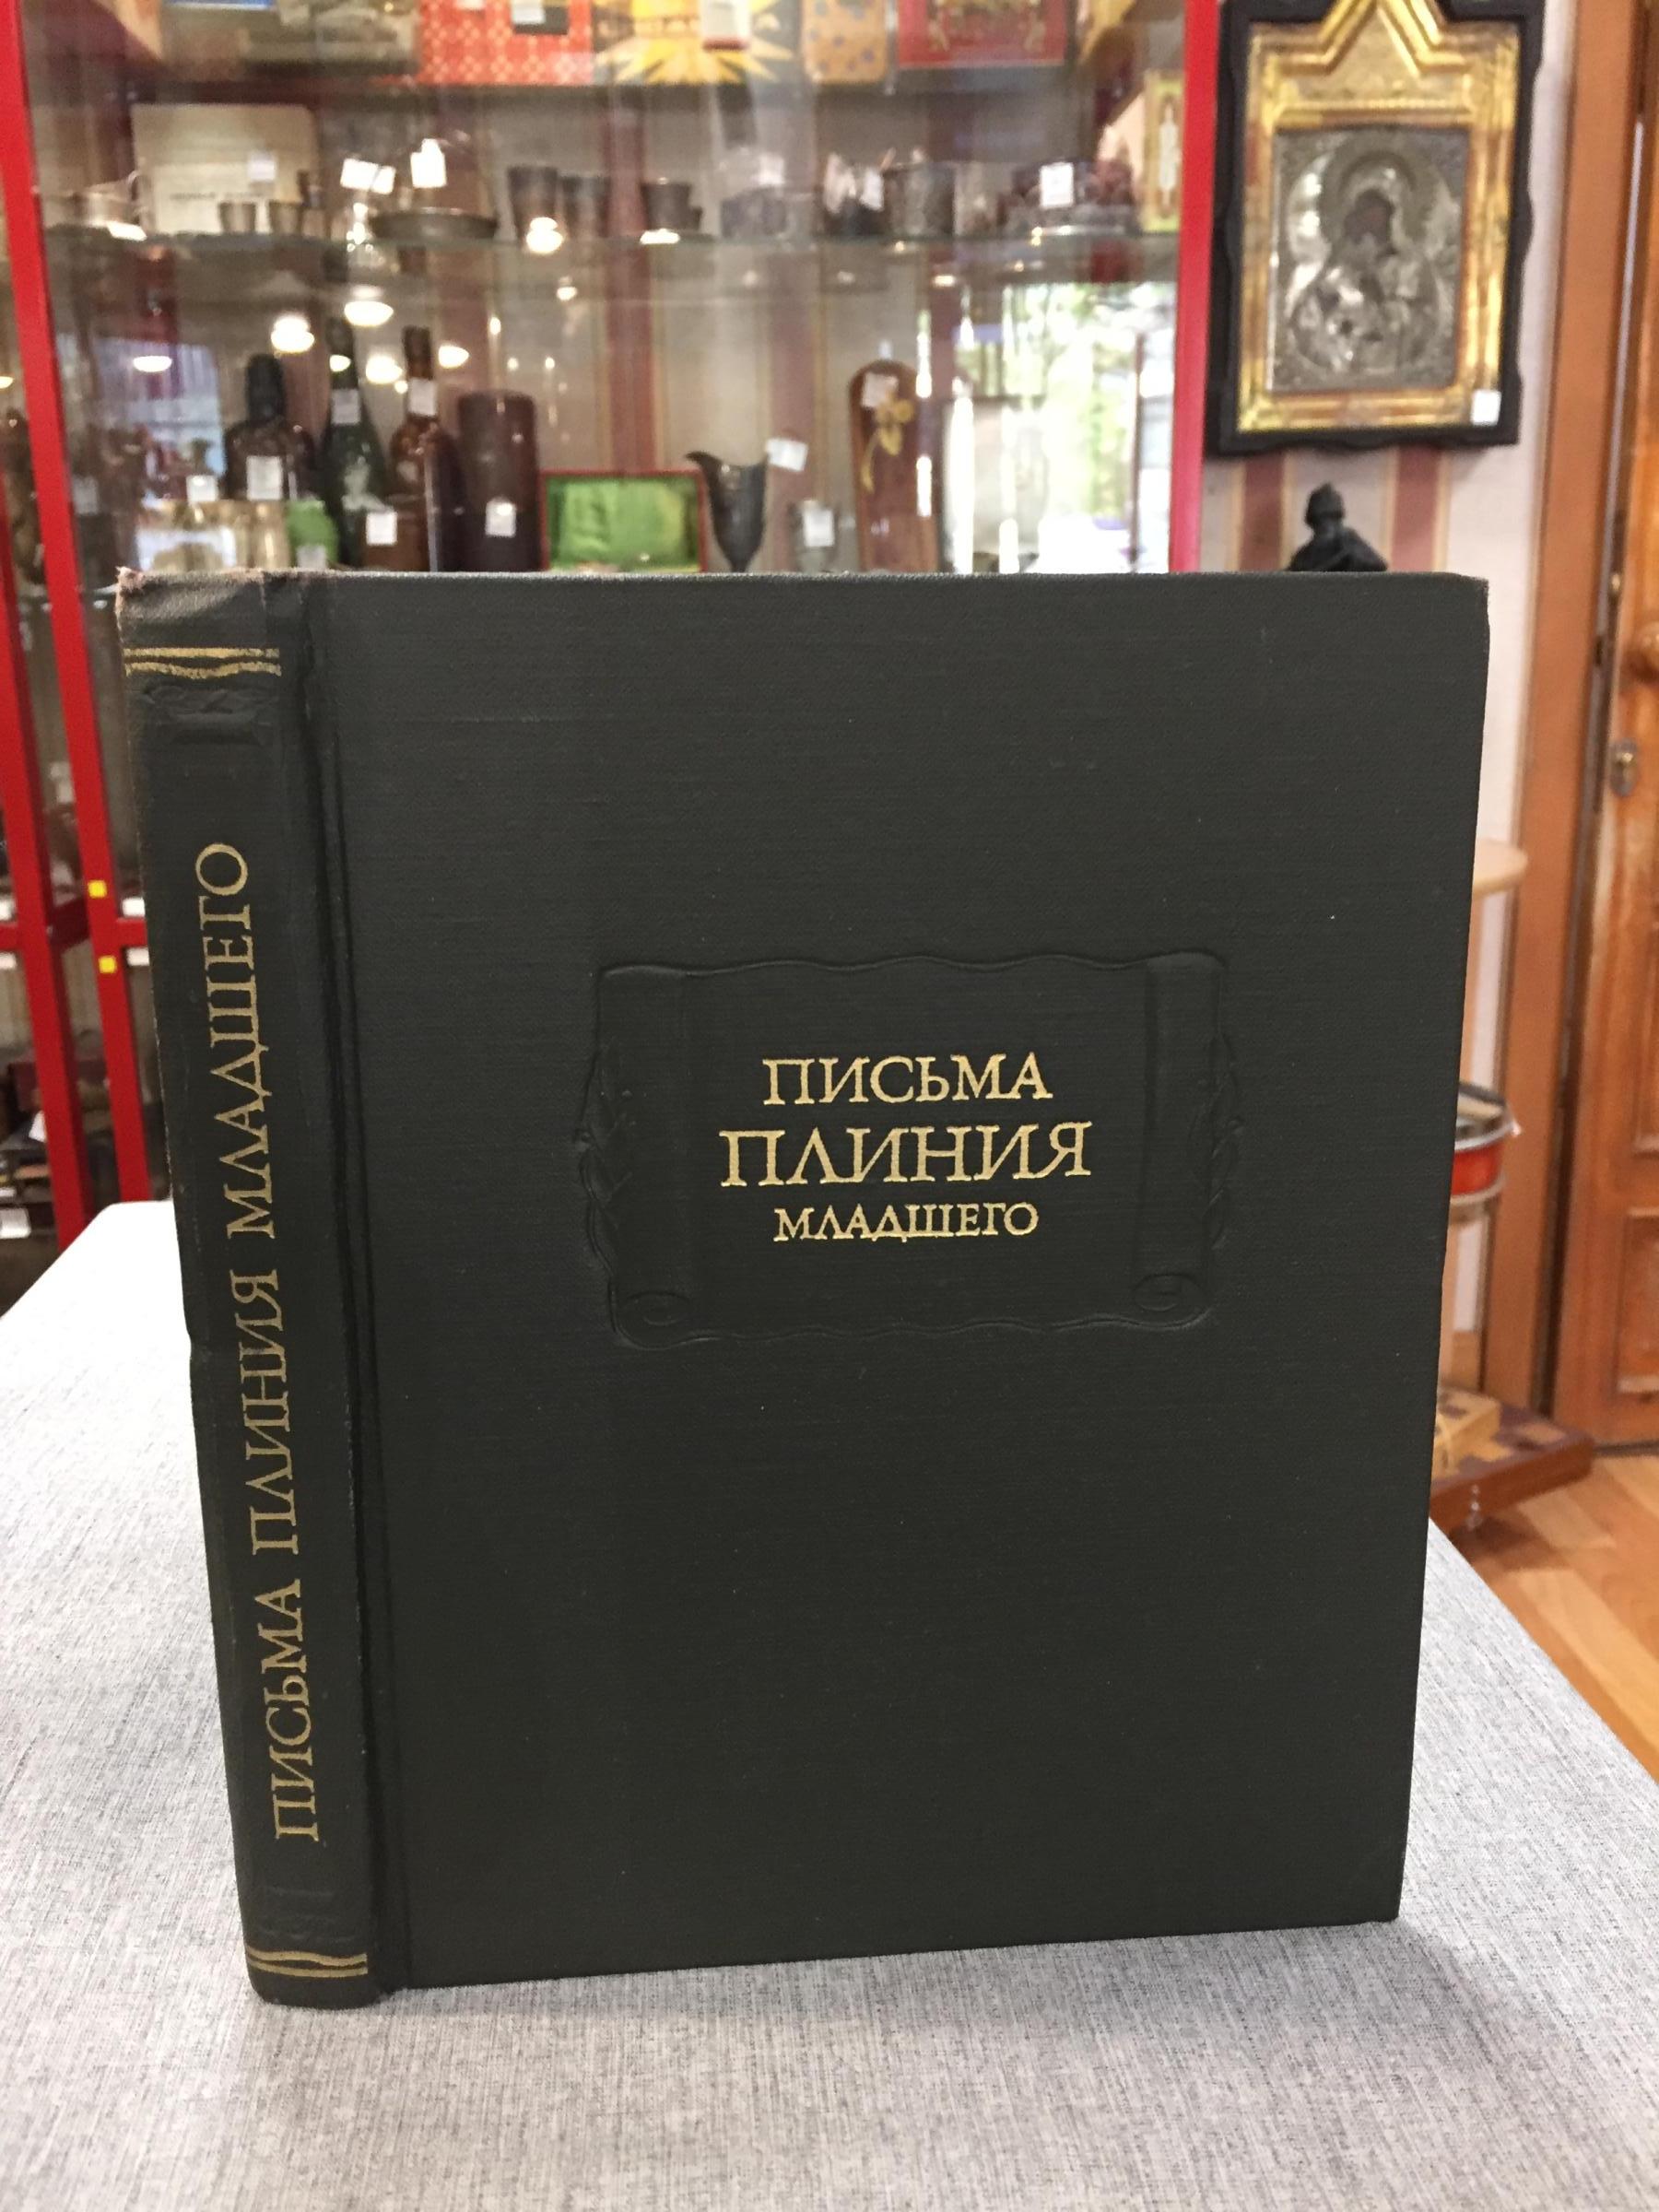 ПИСЬМА ПЛИНИЯ МЛАДШЕГО
ПИСЬМА
ПЛИНИЯ
МЛАДШЕГО